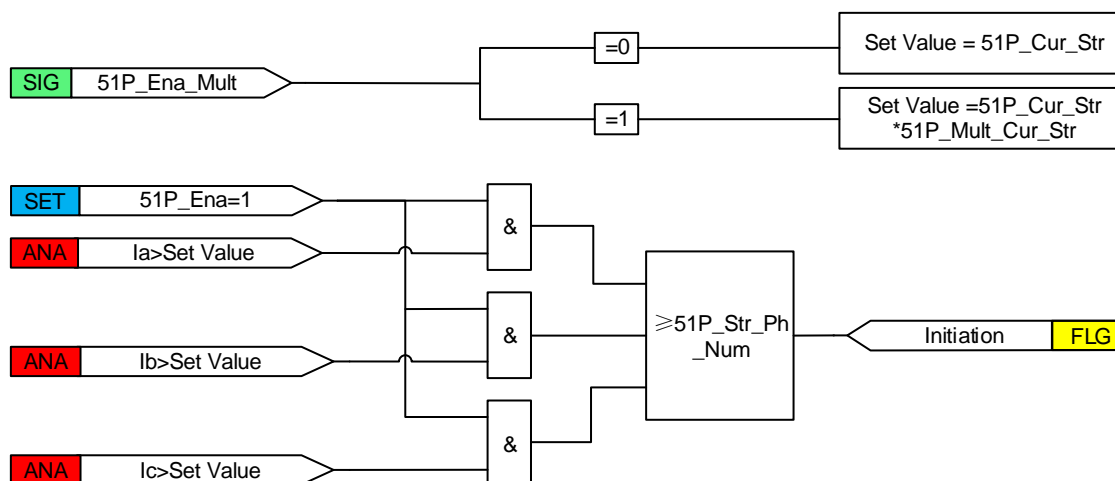 =0
Set Value = 51P_Cur_Str
SIG 51P_Ena_Mult
=1
Set Value =51P_Cur_Str
*51P_Mult_Cur_Str
SET 51P_Ena=1
&
ANA Ia>Set Value
&
≥51P_Str_Ph
_Num
Initiation FLG
ANA Ib>Set Value
&
ANA Ic>Set Value